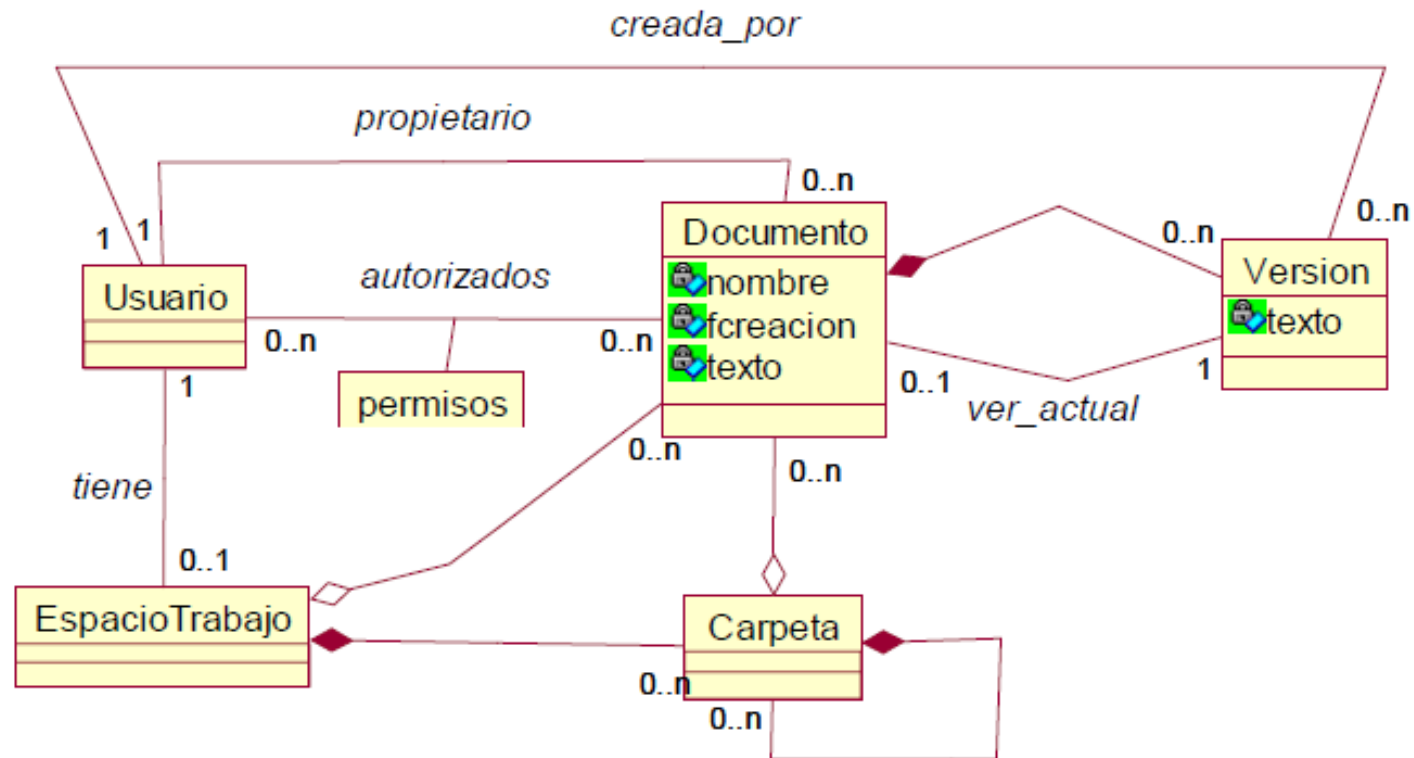 creada_por
propietario
0..n
0..n
0..n
1
1
Documento
Version
Usuario
autorizados
nombre
texto
fcreacion
0..n
0..n
texto
1
permisos
0..1
1
ver_actual
0..n
0..n
tiene
0..1
EspacioTrabajo
Carpeta
0..n
0..n